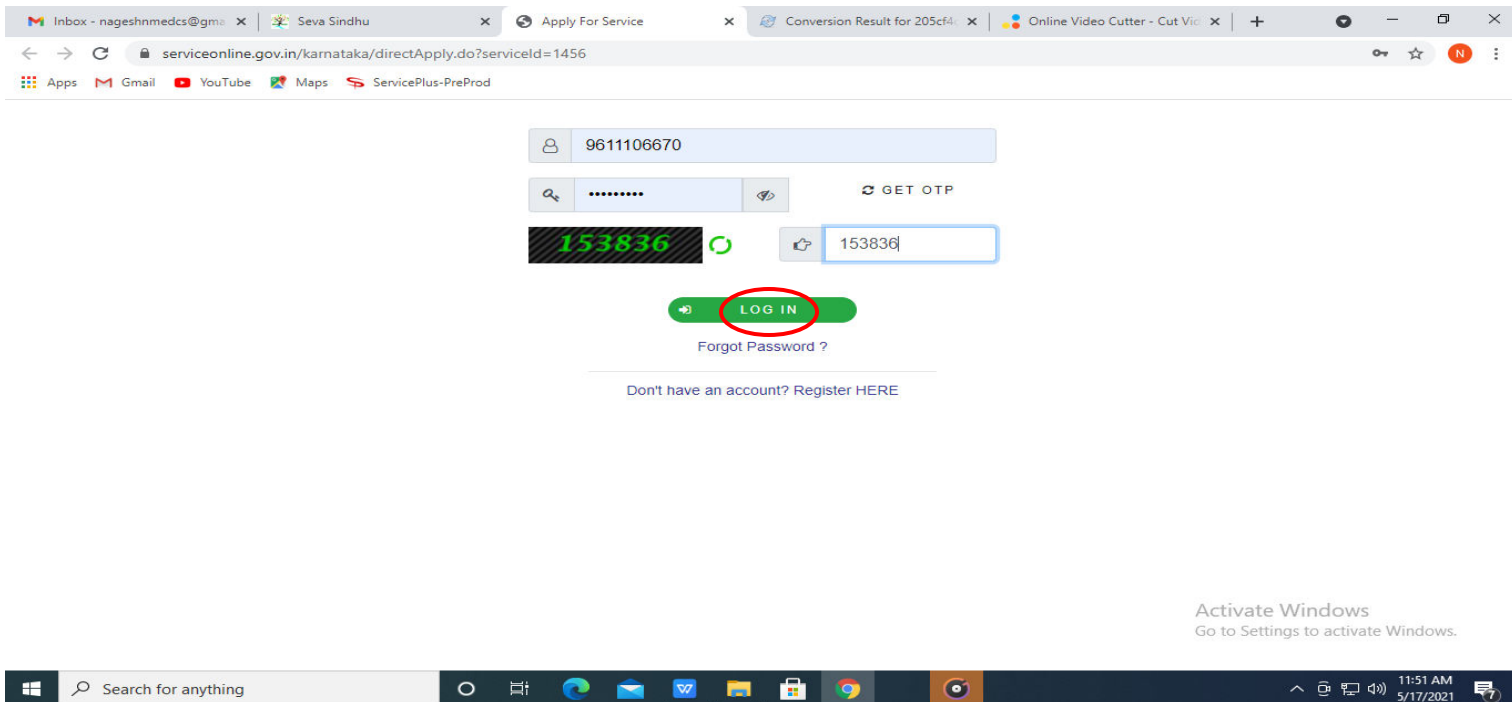 Inbox - nageshnmedcs@gma
Seva Sindhu
Apply For Service
Conversion Result for 205cf4
Online Video Cutter - Cut Vid
serviceonline.gov.in/karnataka/directApply.do?serviceId=1456
N
Apps
Gmail
YouTube
Maps
ServicePlus-PreProd
9611106670
•••••••••
GET OTP
153836
153836
LOG IN
Forgot Password ?
Don't have an account? Register HERE
Activate Windows
Go to Settings to activate Windows.
Search for anything
11:51 AM
5/17/2021
7